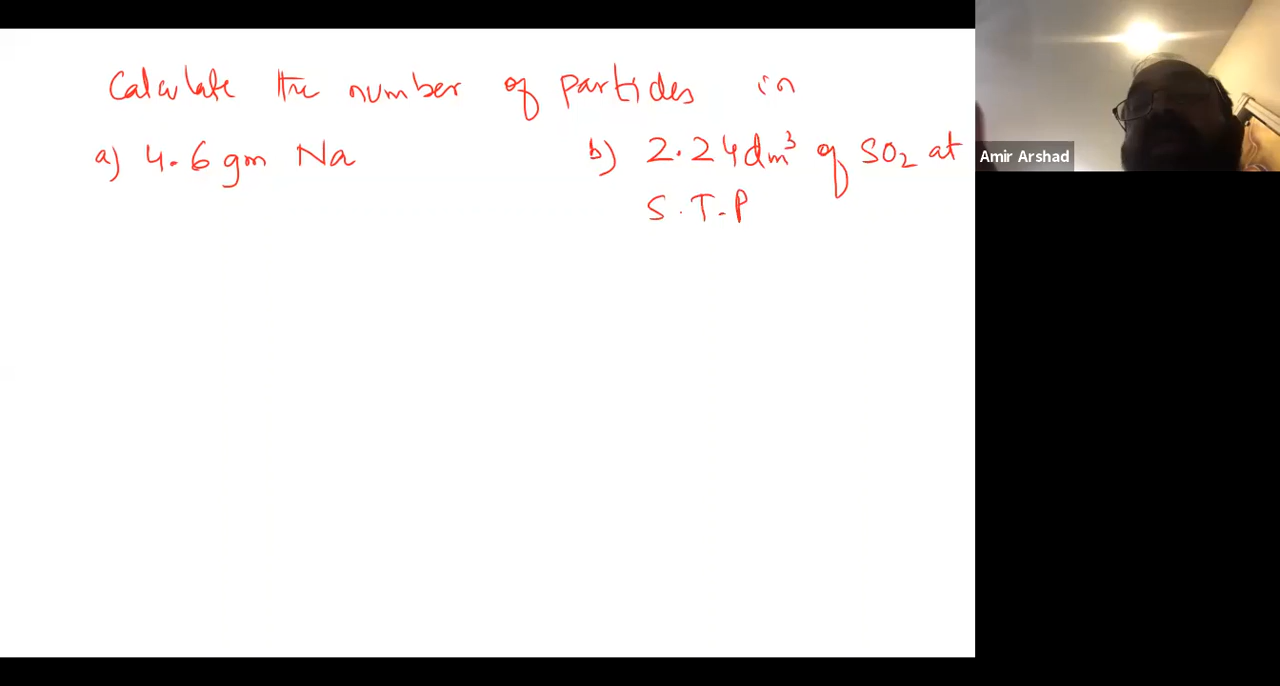 Calculate the number of particles in
a) 4.6 gm Na
b) 2.24 dm³ of SO₂ at
S.T.P
Amir Arshad